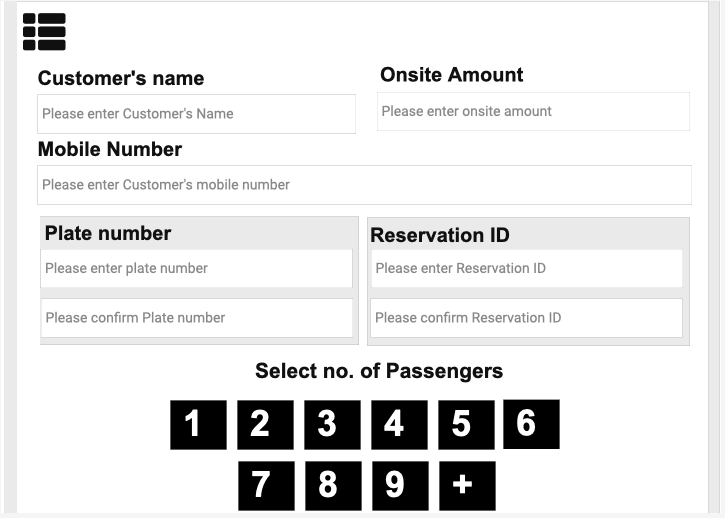 Customer's name
Onsite Amount
Please enter Customer's Name
Please enter onsite amount
Mobile Number
Please enter Customer's mobile number
Plate number
Reservation ID
Please enter plate number
Please enter Reservation ID
Please confirm Plate number
Please confirm Reservation ID
Select no. of Passengers
1 2 3 4 5 6
7 8 9 +